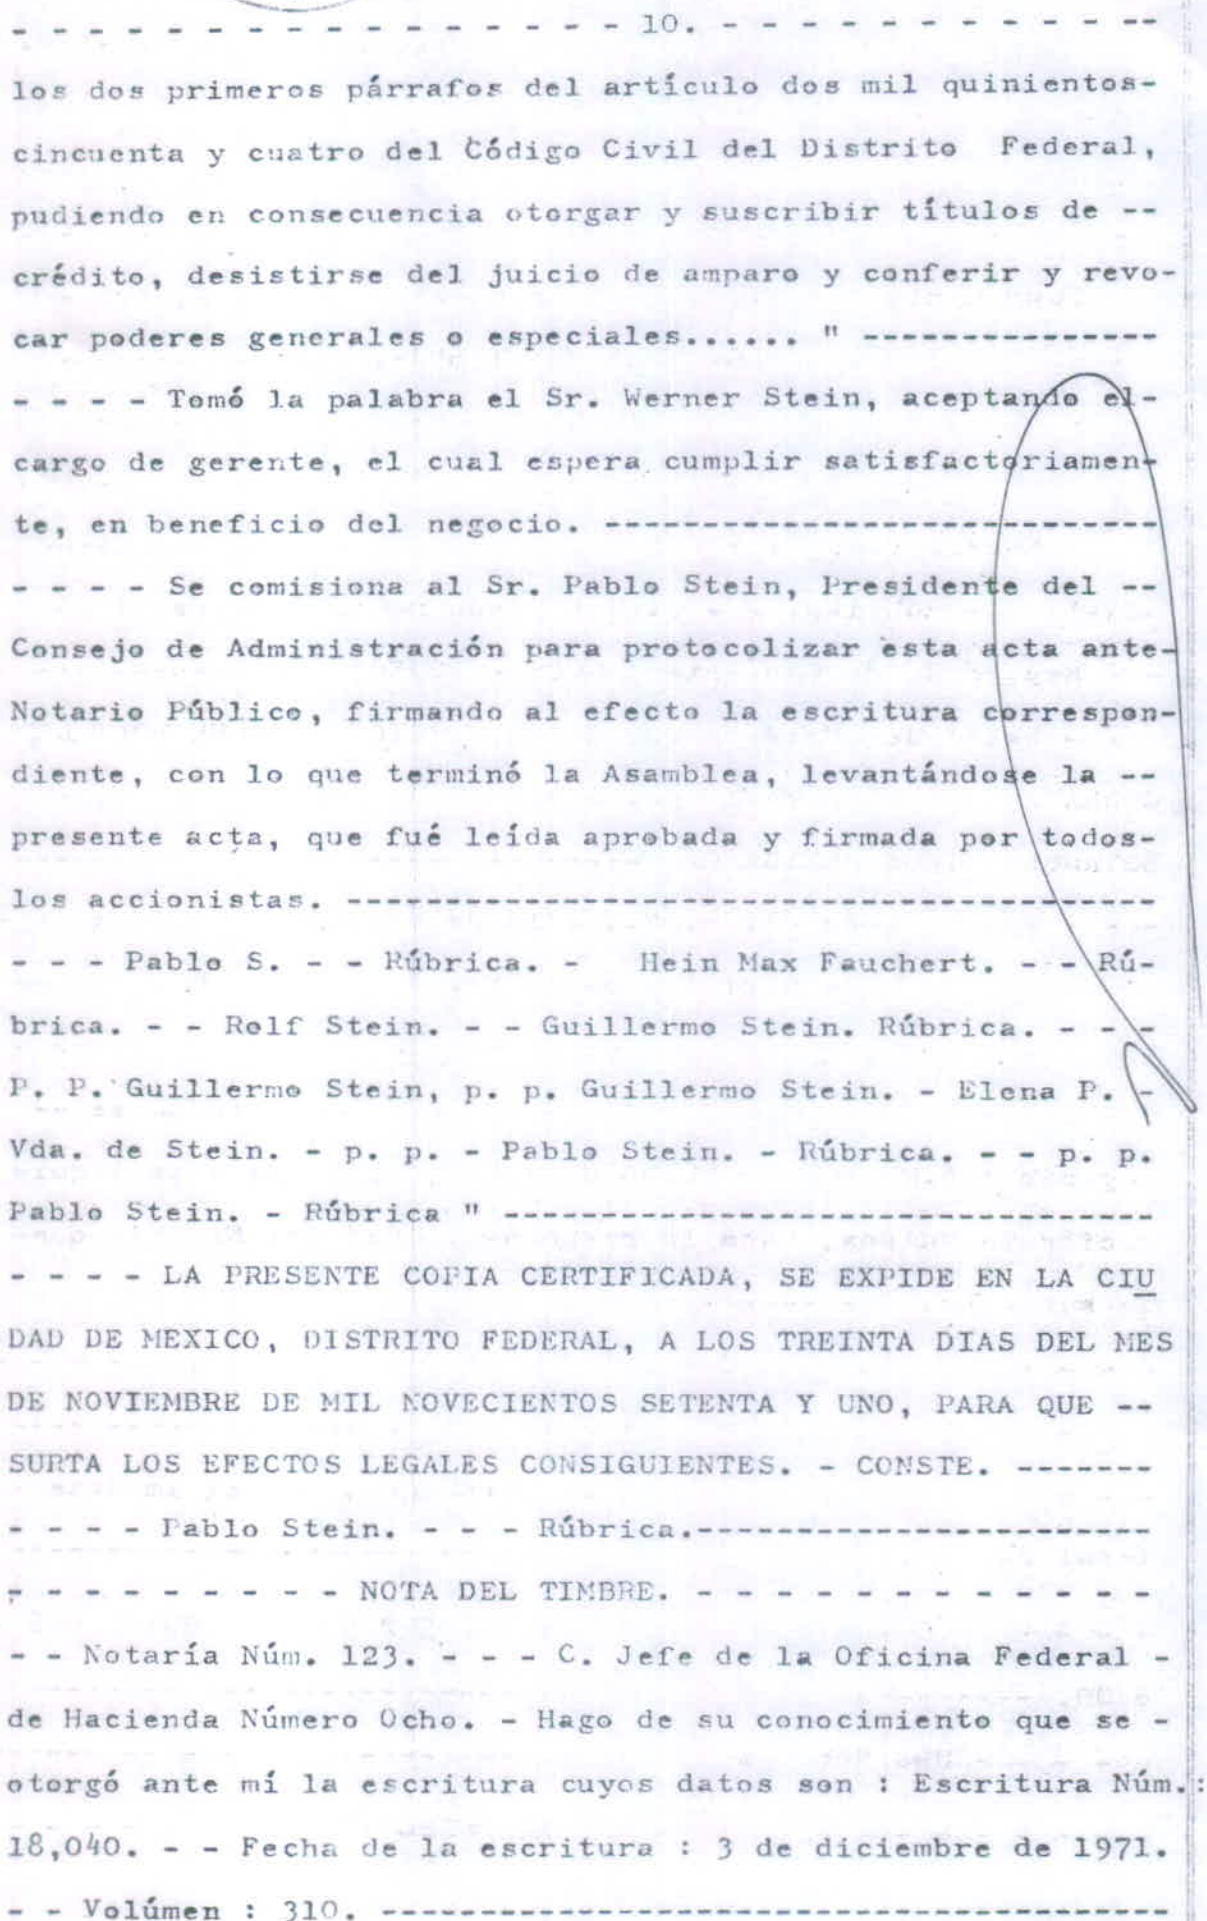 - - - - - - - - - - - - - - - - 10. - - - - - - - - - - - --
los dos primeros párrafos del artículo dos mil quinientos-
cincuenta y cuatro del Código Civil del Distrito Federal,
pudiendo en consecuencia otorgar y suscribir títulos de --
crédito, desistirse del juicio de amparo y conferir y revo-
car poderes generales o especiales...... " ---------------
- - - - Tomó la palabra el Sr. Werner Stein, aceptando el-
cargo de gerente, el cual espera cumplir satisfactoriamen-
te, en beneficio del negocio. ----------------------------
- - - - Se comisiona al Sr. Pablo Stein, Presidente del --
Consejo de Administración para protocolizar esta acta ante-
Notario Público, firmando al efecto la escritura correspon-
diente, con lo que terminó la Asamblea, levantándose la --
presente acta, que fué leída aprobada y firmada por todos-
los accionistas. -----------------------------------------
- - - Pablo S. - - Rúbrica. - Hein Max Fauchert. - - Rú-
brica. - - Rolf Stein. - - Guillermo Stein. Rúbrica. - - -
P. P. Guillermo Stein, p. p. Guillermo Stein. - Elena P. -
Vda. de Stein. - p. p. - Pablo Stein. - Rúbrica. - - p. p.
Pablo Stein. - Rúbrica " ---------------------------------
- - - - LA PRESENTE COPIA CERTIFICADA, SE EXPIDE EN LA CIU
DAD DE MEXICO, DISTRITO FEDERAL, A LOS TREINTA DIAS DEL MES
DE NOVIEMBRE DE MIL NOVECIENTOS SETENTA Y UNO, PARA QUE --
SURTA LOS EFECTOS LEGALES CONSIGUIENTES. - CONSTE. -------
- - - - Pablo Stein. - - - Rúbrica.-----------------------
- - - - - - - - - NOTA DEL TIMBRE. - - - - - - - - - - - -
- - Notaría Núm. 123. - - - C. Jefe de la Oficina Federal -
de Hacienda Número Ocho. - Hago de su conocimiento que se -
otorgó ante mí la escritura cuyos datos son : Escritura Núm.:
18,040. - - Fecha de la escritura : 3 de diciembre de 1971.
- - Volúmen : 310. ----------------------------------------